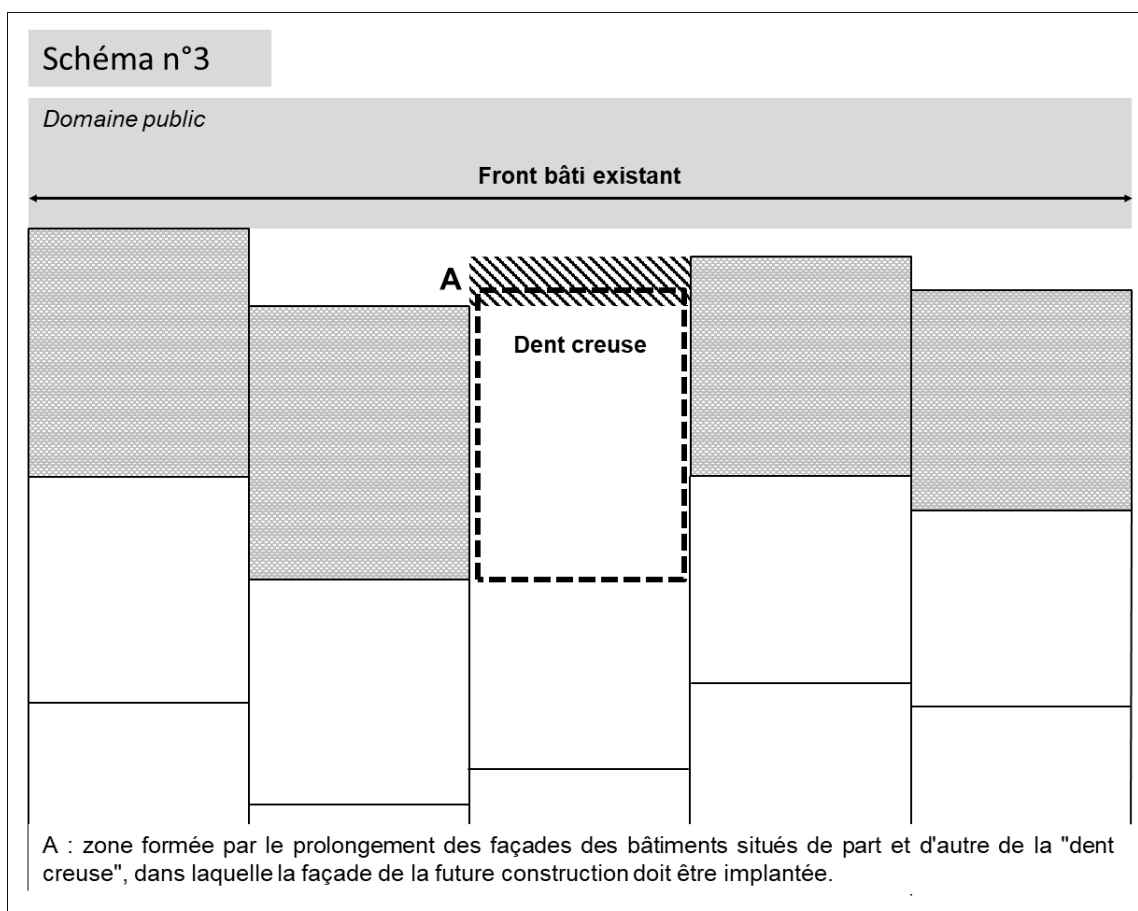 Schéma n°3
Domaine public
Front bâti existant
A
Dent creuse
A : zone formée par le prolongement des façades des bâtiments situés de part et d'autre de la "dent
creuse", dans laquelle la façade de la future construction doit être implantée.